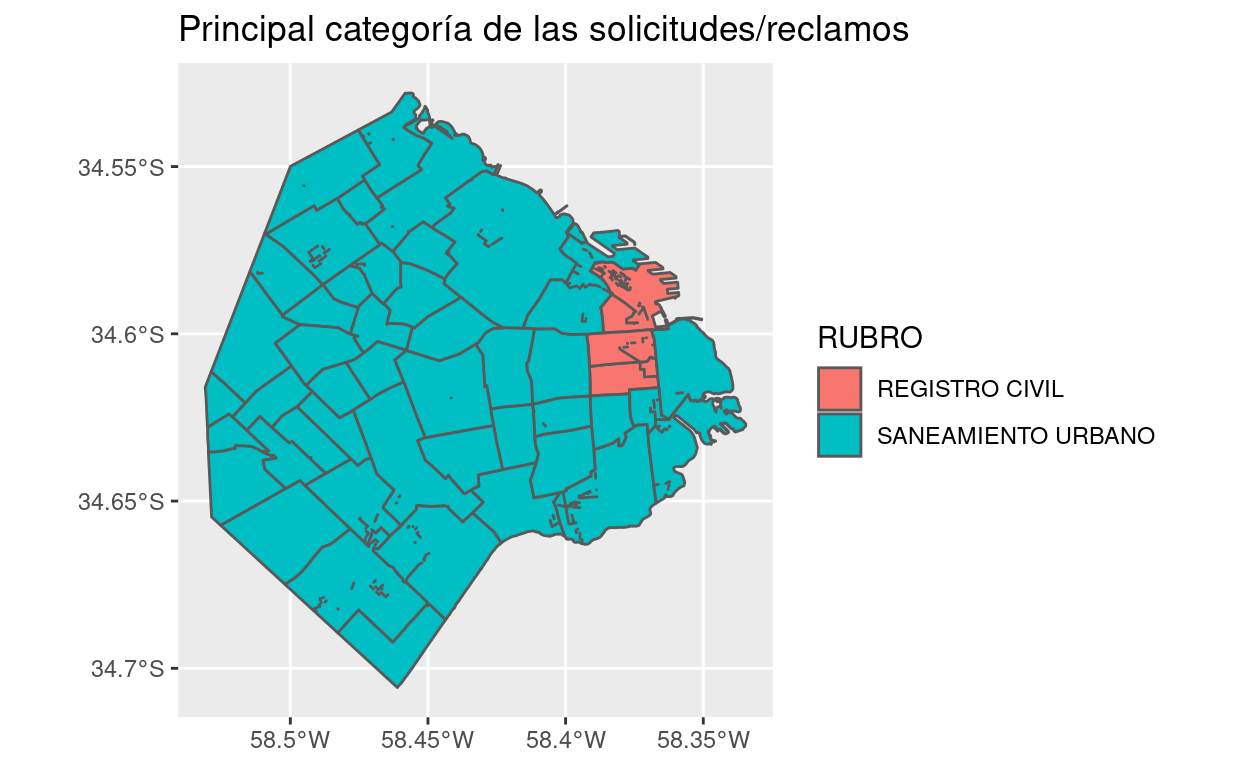 Principal categoría de las solicitudes/reclamos
34.55°S
34.6°S
34.65°S
34.7°S
58.5°W
58.45°W
58.4°W
58.35°W
RUBRO
REGISTRO CIVIL
SANEAMIENTO URBANO